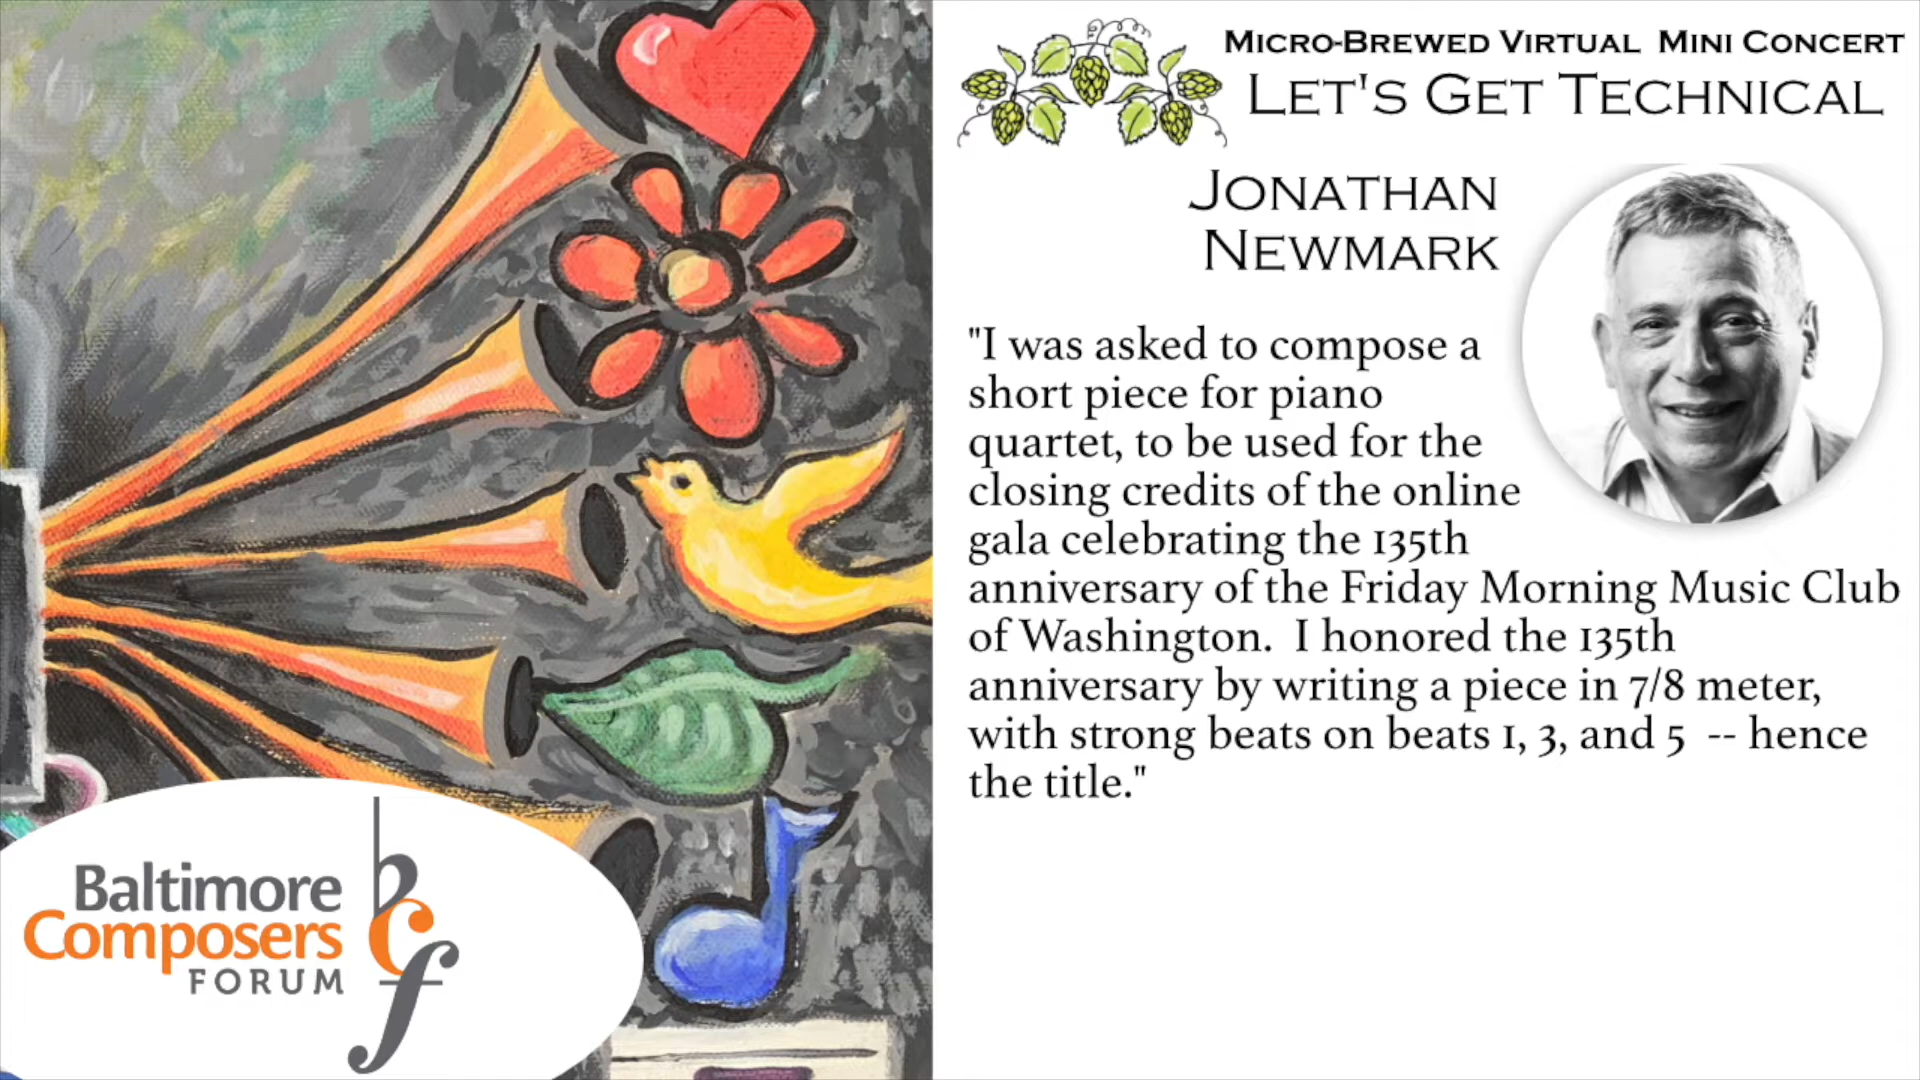 MICRO-BREWED VIRTUAL MINI CONCERT
LET'S GET TECHNICAL
JONATHAN
NEWMARK
"I was asked to compose a
short piece for piano
quartet, to be used for the
closing credits of the online
gala celebrating the 135th
anniversary of the Friday Morning Music Club
of Washington.  I honored the 135th
anniversary by writing a piece in 7/8 meter,
with strong beats on beats 1, 3, and 5  -- hence
the title."
Baltimore
Composers
FORUM
bcf